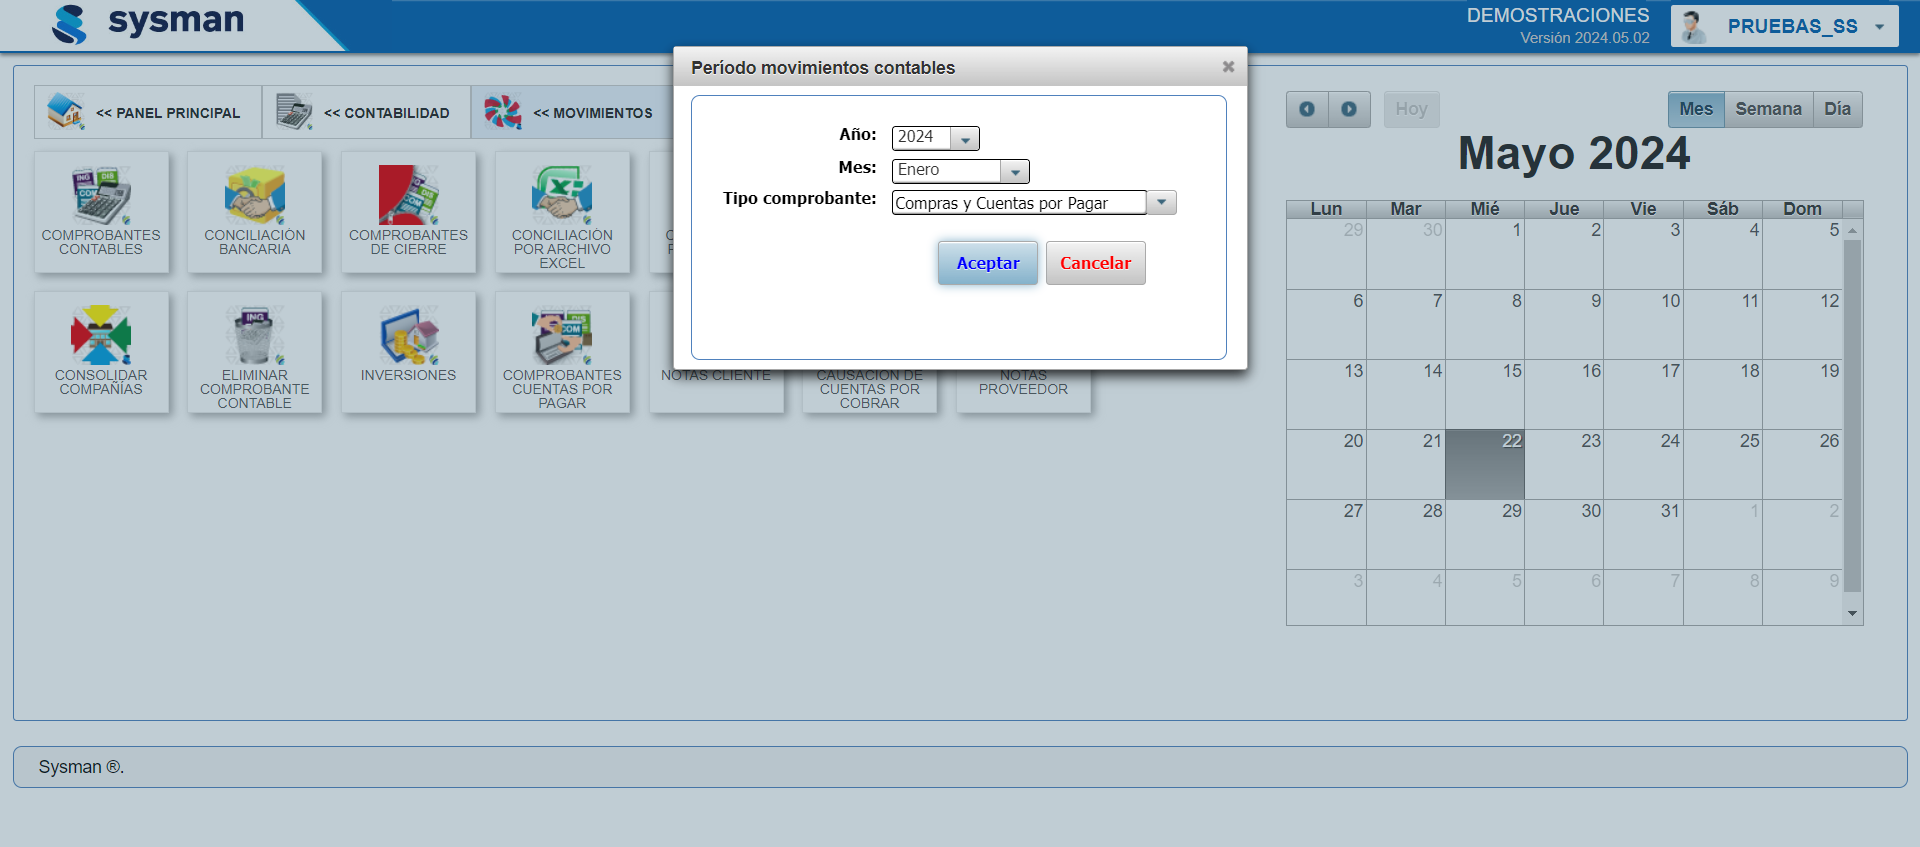 sysman
DEMOSTRACIONES
Versión 2024.05.02
PRUEBAS_SS
Período movimientos contables
Año: 2024
Mes: Enero
Tipo comprobante: Compras y Cuentas por Pagar
Aceptar Cancelar
<< PANEL PRINCIPAL << CONTABILIDAD << MOVIMIENTOS
COMPROBANTES
CONTABLES
CONCILIACIÓN
BANCARIA
COMPROBANTES
DE CIERRE
CONCILIACIÓN
POR ARCHIVO
EXCEL
CONSOLIDAR
COMPAÑÍAS
ELIMINAR
COMPROBANTE
CONTABLE
INVERSIONES
COMPROBANTES
CUENTAS POR
PAGAR
NOTAS CLIENTE
CAUSACION DE
CUENTAS POR
COBRAR
NOTAS
PROVEEDOR
Hoy
Mes Semana Día
Mayo 2024
Lun Mar Mié Jue Vie Sáb Dom
29 30 1 2 3 4 5
6 7 8 9 10 11 12
13 14 15 16 17 18 19
20 21 22 23 24 25 26
27 28 29 30 31 1 2
3 4 5 6 7 8 9
Sysman ®.